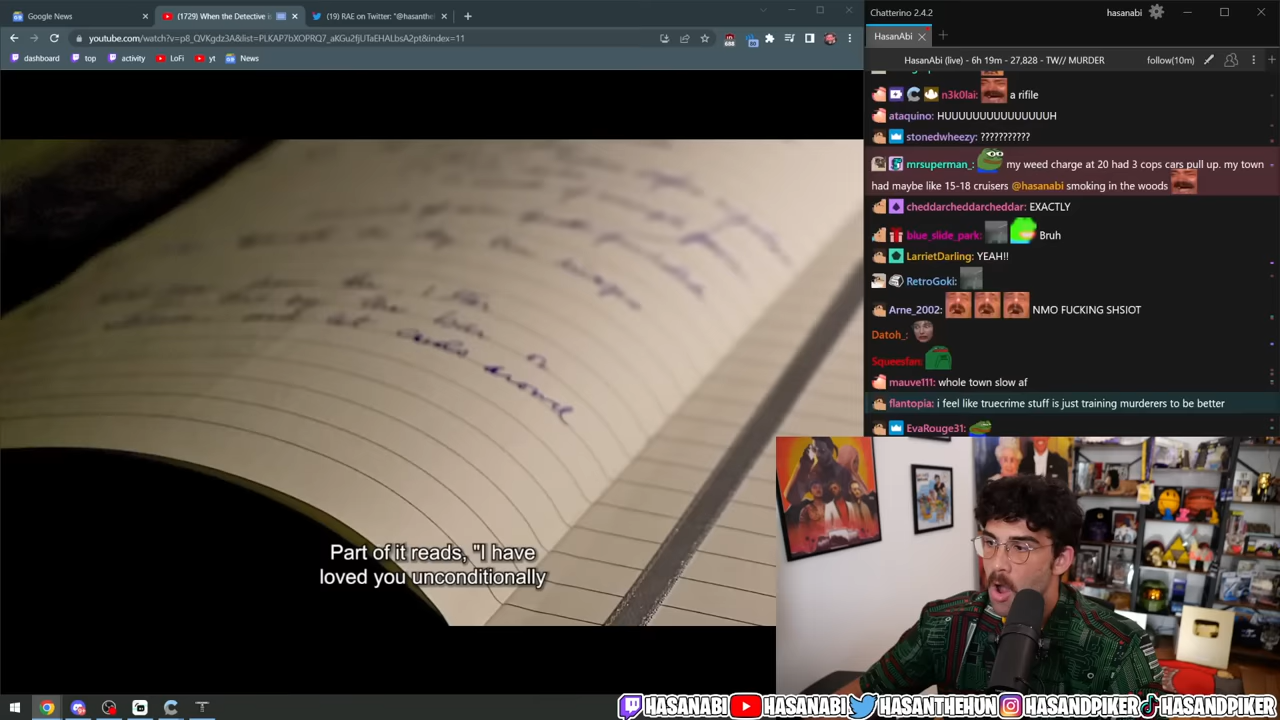 Google News
(1729) When the Detective is
(19) RAE on Twitter: "@hasanthe
youtube.com/watch?v=p8_QVKgdz3A&list=PLKAP7bXOPRQ7_aKGu2fjUTaEHALbsA2pt&index=11
dashboard
top
activity
LoFi
yt
News
Chatterino 2.4.2
hasanabi
HasanAbi
HasanAbi (live) - 6h 19m - 27,828 - TW// MURDER
follow(10m)
n3k0lai: a rifile
ataquino: HUUUUUUUUUUUUUUUH
stonedwheezy: ???????????
mrsuperman_: my weed charge at 20 had 3 cops cars pull up. my town
had maybe like 15-18 cruisers @hasanabi smoking in the woods
cheddarcheddarcheddar: EXACTLY
blue_slide_park: Bruh
LarrietDarling: YEAH!!
RetroGoki:
Arne_2002: NMO FUCKING SHSIOT
Datoh_:
Squeesfan:
mauve111: whole town slow af
flantopia: i feel like truecrime stuff is just training murderers to be better
EvaRouge31:
Part of it reads, "I have
loved you unconditionally
HASANABI HASANABI HASANTHEHUN HASANDPIKER HASANDPIKER